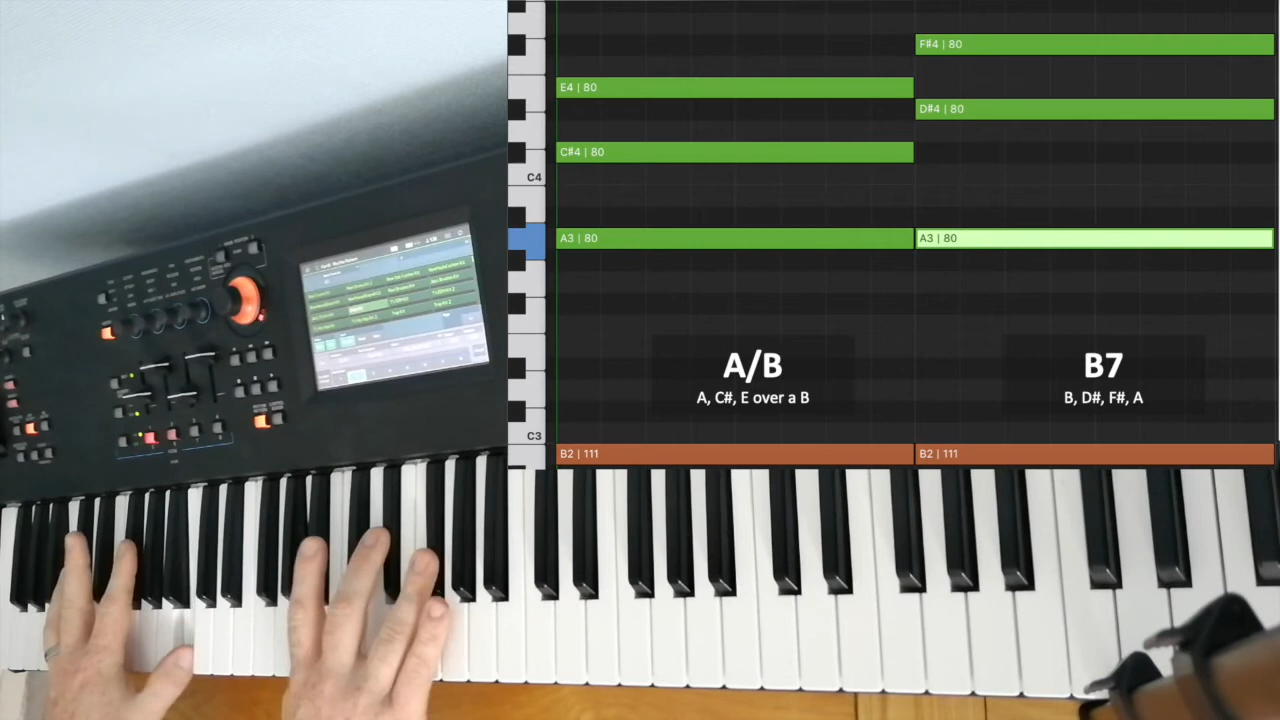 F#4 | 80
E4 | 80
D#4 | 80
C#4 | 80
C4
A3 | 80
A3 | 80
A/B
B7
A, C#, E over a B
B, D#, F#, A
C3
B2 | 111
B2 | 111